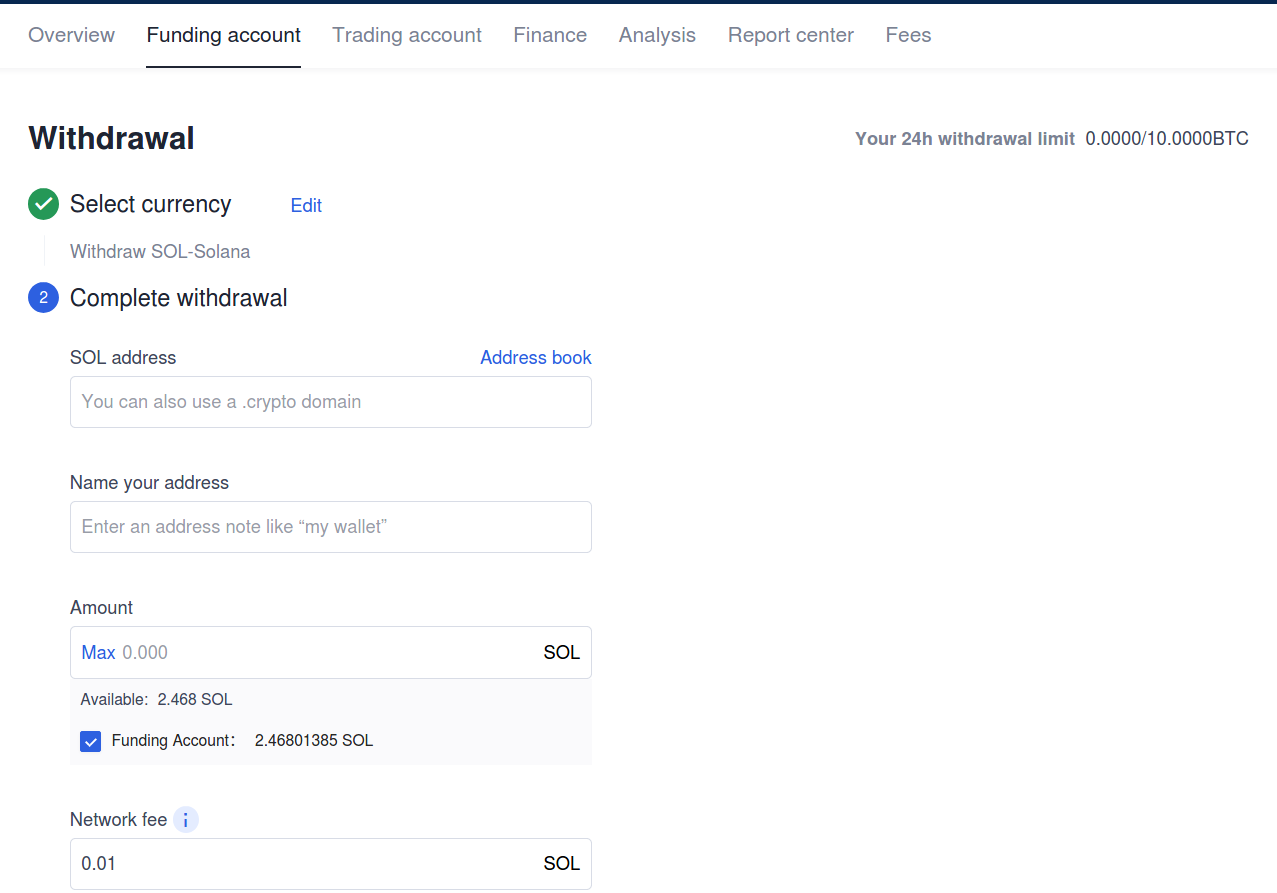 Overview Funding account Trading account Finance Analysis Report center Fees
Withdrawal
Your 24h withdrawal limit 0.0000/10.0000BTC
Select currency Edit
Withdraw SOL-Solana
2 Complete withdrawal
SOL address Address book
You can also use a .crypto domain
Name your address
Enter an address note like “my wallet”
Amount
Max 0.000 SOL
Available: 2.468 SOL
Funding Account: 2.46801385 SOL
Network fee i
0.01 SOL